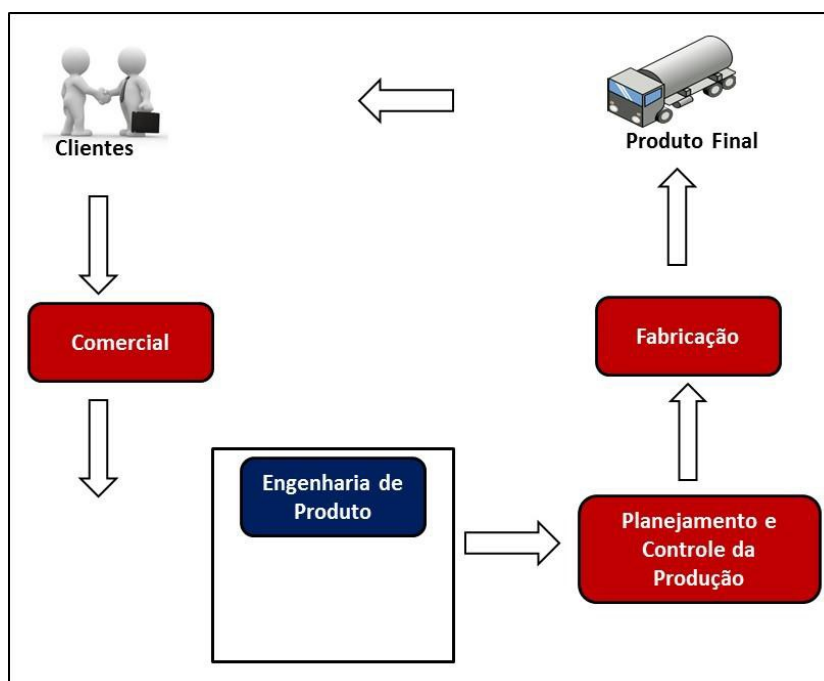 Clientes
Produto Final
Comercial
Fabricação
Engenharia de
Produto
Planejamento e
Controle da
Produção